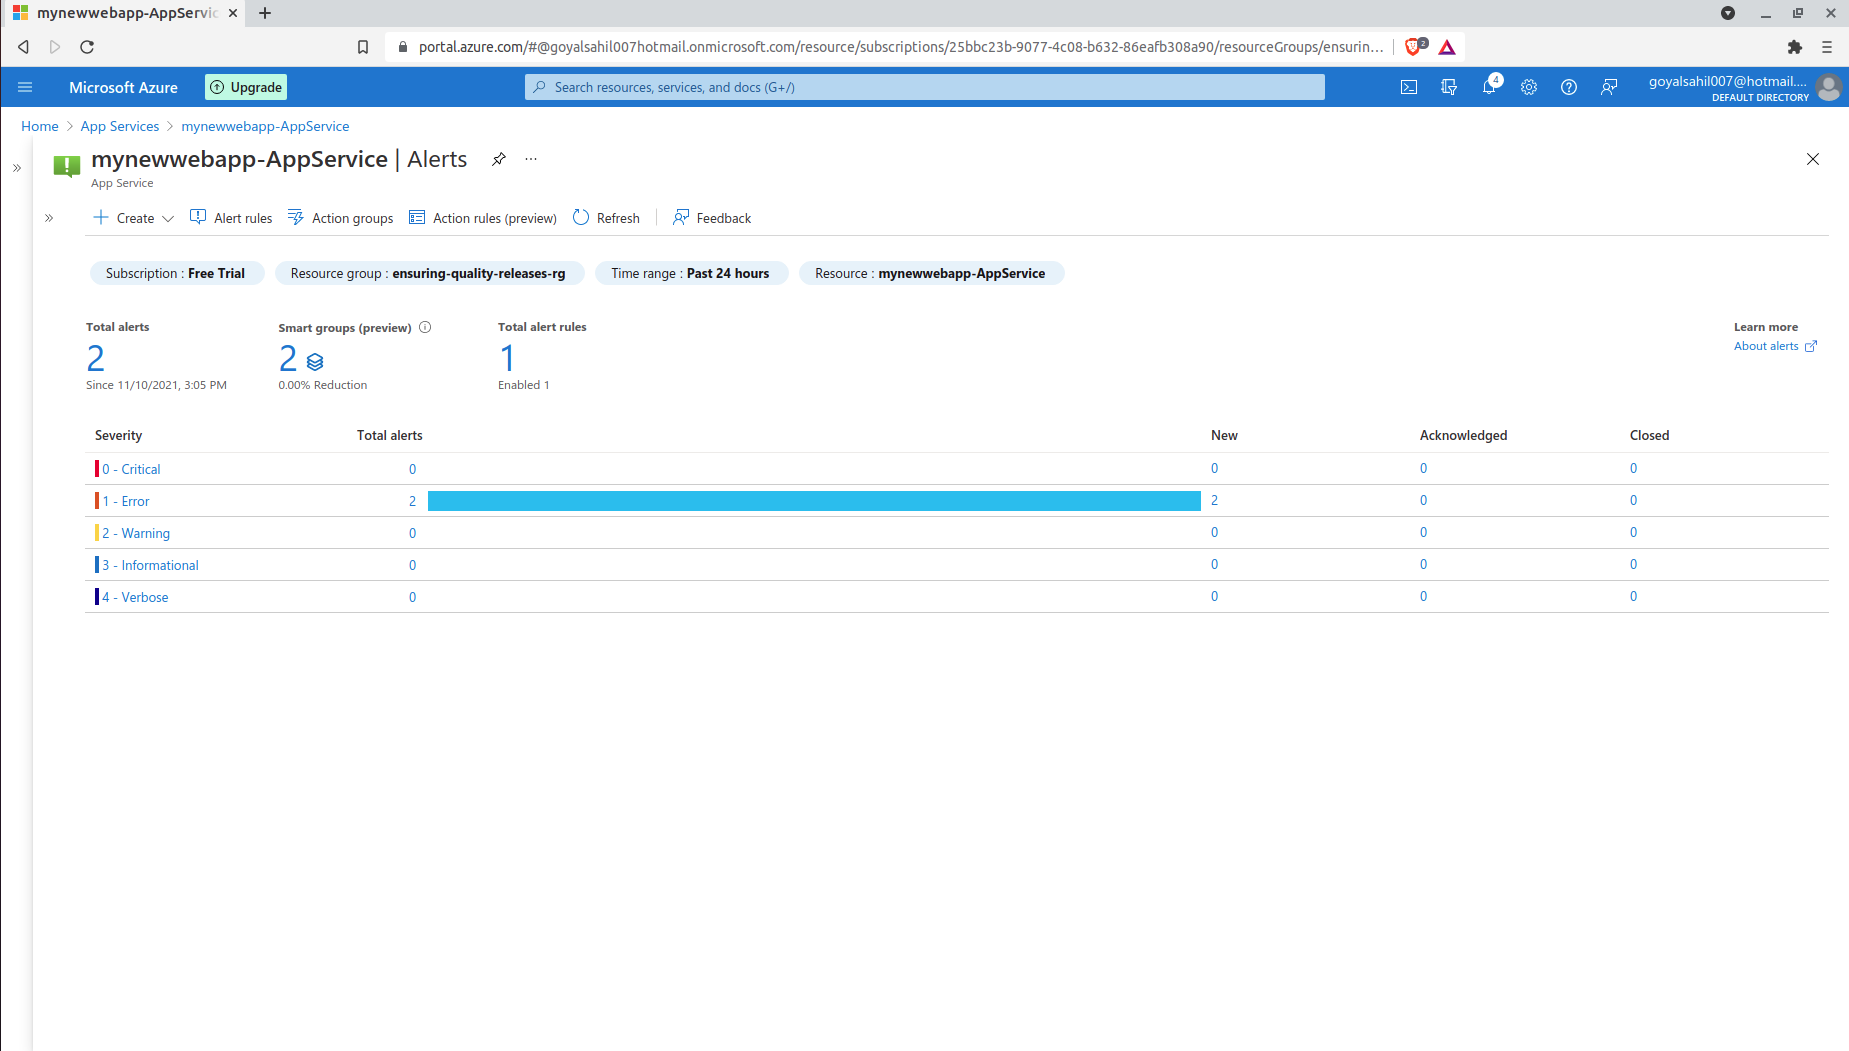 mynewwebapp-AppServic
portal.azure.com/#@goyalsahil007hotmail.onmicrosoft.com/resource/subscriptions/25bbc23b-9077-4c08-b632-86eafb308a90/resourceGroups/ensurin... 2
Microsoft Azure Upgrade Search resources, services, and docs (G+/) 4 goyalsahil007@hotmail....
DEFAULT DIRECTORY
Home > App Services > mynewwebapp-AppService
mynewwebapp-AppService | Alerts ...
App Service
Create Alert rules Action groups Action rules (preview) Refresh Feedback
Subscription : Free Trial Resource group : ensuring-quality-releases-rg Time range : Past 24 hours Resource : mynewwebapp-AppService
Total alerts Smart groups (preview) Total alert rules Learn more
2 2 1 About alerts
Since 11/10/2021, 3:05 PM 0.00% Reduction Enabled 1
Severity Total alerts New Acknowledged Closed
0 - Critical 0 0 0 0
1 - Error 2 2 0 0
2 - Warning 0 0 0 0
3 - Informational 0 0 0 0
4 - Verbose 0 0 0 0